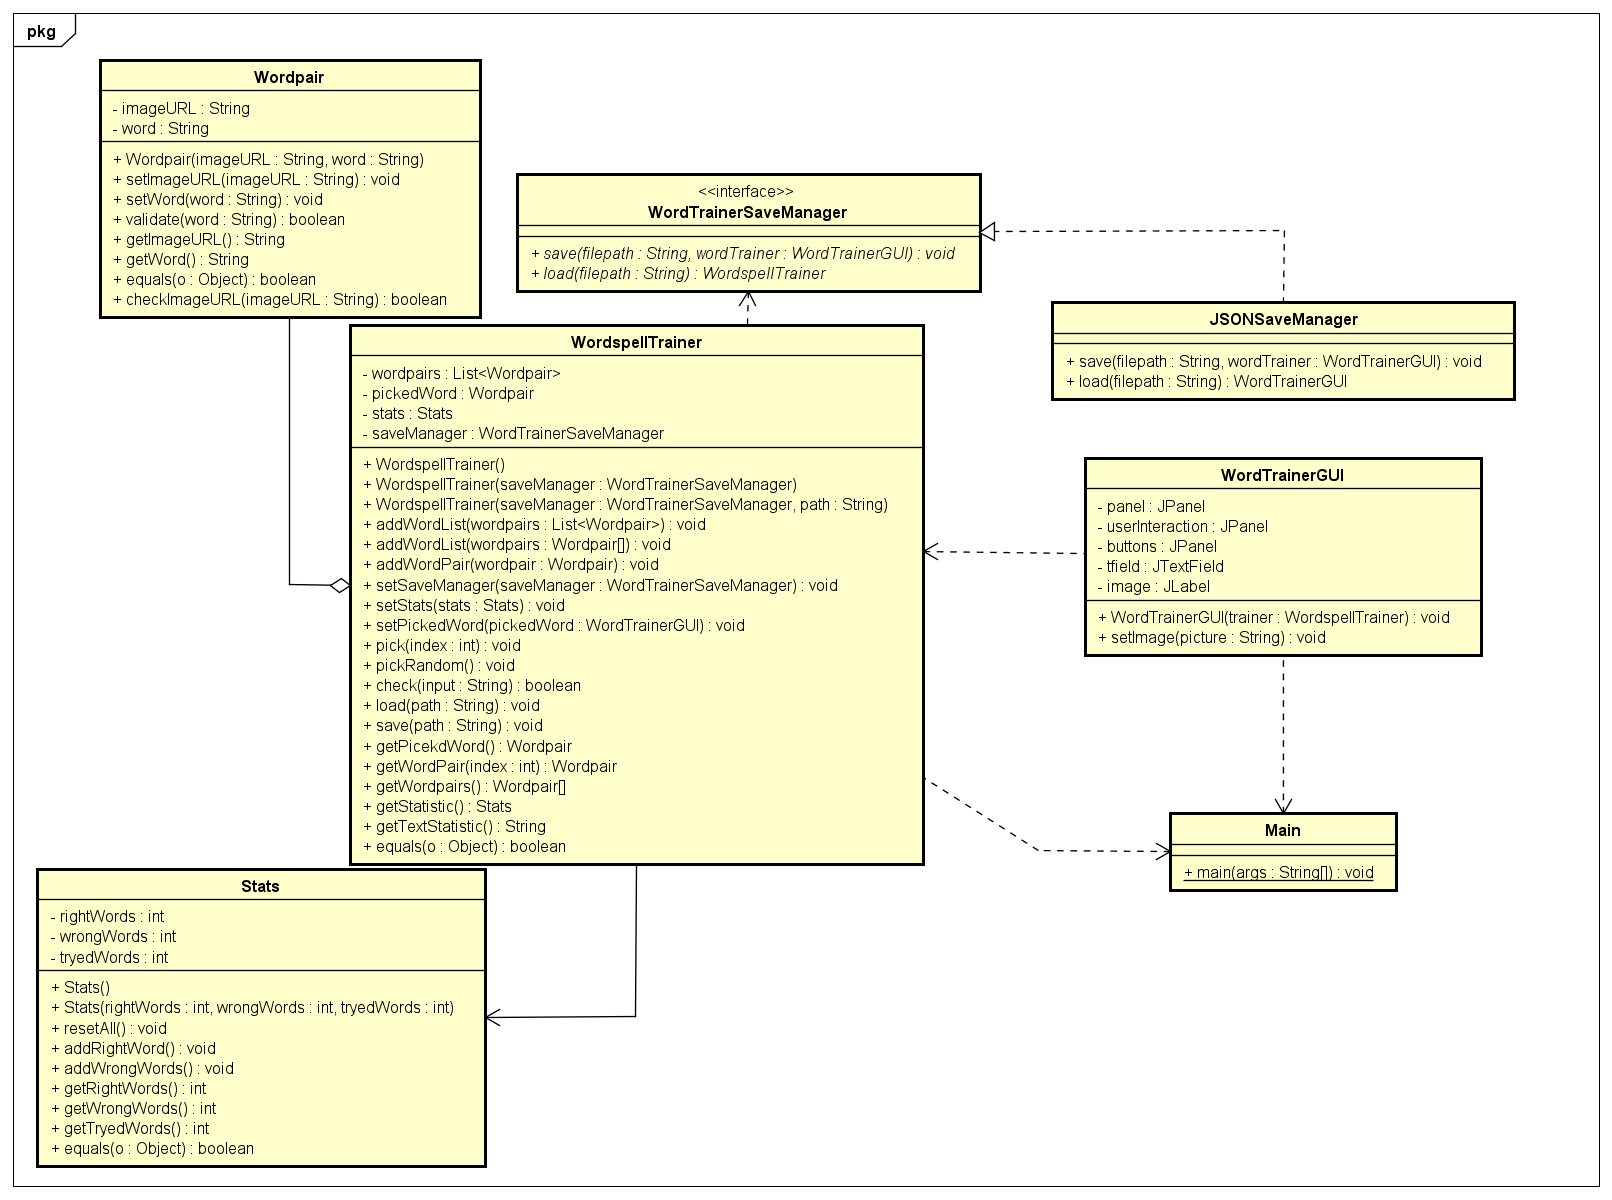 pkg
Wordpair
- imageURL : String
- word : String
+ Wordpair(imageURL : String, word : String)
+ setImageURL(imageURL : String) : void
+ setWord(word : String) : void
+ validate(word : String) : boolean
+ getImageURL() : String
+ getWord() : String
+ equals(o : Object) : boolean
+ checkImageURL(imageURL : String) : boolean
<<interface>>
WordTrainerSaveManager
+ save(filepath : String, wordTrainer : WordTrainerGUI) : void
+ load(filepath : String) : WordspellTrainer
JSONSaveManager
+ save(filepath : String, wordTrainer : WordTrainerGUI) : void
+ load(filepath : String) : WordTrainerGUI
WordspellTrainer
- wordpairs : List<Wordpair>
- pickedWord : Wordpair
- stats : Stats
- saveManager : WordTrainerSaveManager
+ WordspellTrainer()
+ WordspellTrainer(saveManager : WordTrainerSaveManager)
+ WordspellTrainer(saveManager : WordTrainerSaveManager, path : String)
+ addWordList(wordpairs : List<Wordpair>) : void
+ addWordList(wordpairs : Wordpair[]) : void
+ addWordPair(wordpair : Wordpair) : void
+ setSaveManager(saveManager : WordTrainerSaveManager) : void
+ setStats(stats : Stats) : void
+ setPickedWord(pickedWord : WordTrainerGUI) : void
+ pick(index : int) : void
+ pickRandom() : void
+ check(input : String) : boolean
+ load(path : String) : void
+ save(path : String) : void
+ getPicekdWord() : Wordpair
+ getWordPair(index : int) : Wordpair
+ getWordpairs() : Wordpair[]
+ getStatistic() : Stats
+ getTextStatistic() : String
+ equals(o : Object) : boolean
WordTrainerGUI
- panel : JPanel
- userInteraction : JPanel
- buttons : JPanel
- tfield : JTextField
- image : JLabel
+ WordTrainerGUI(trainer : WordspellTrainer) : void
+ setImage(picture : String) : void
Main
+ main(args : String[]) : void
Stats
- rightWords : int
- wrongWords : int
- tryedWords : int
+ Stats()
+ Stats(rightWords : int, wrongWords : int, tryedWords : int)
+ resetAll() : void
+ addRightWord() : void
+ addWrongWords() : void
+ getRightWords() : int
+ getWrongWords() : int
+ getTryedWords() : int
+ equals(o : Object) : boolean